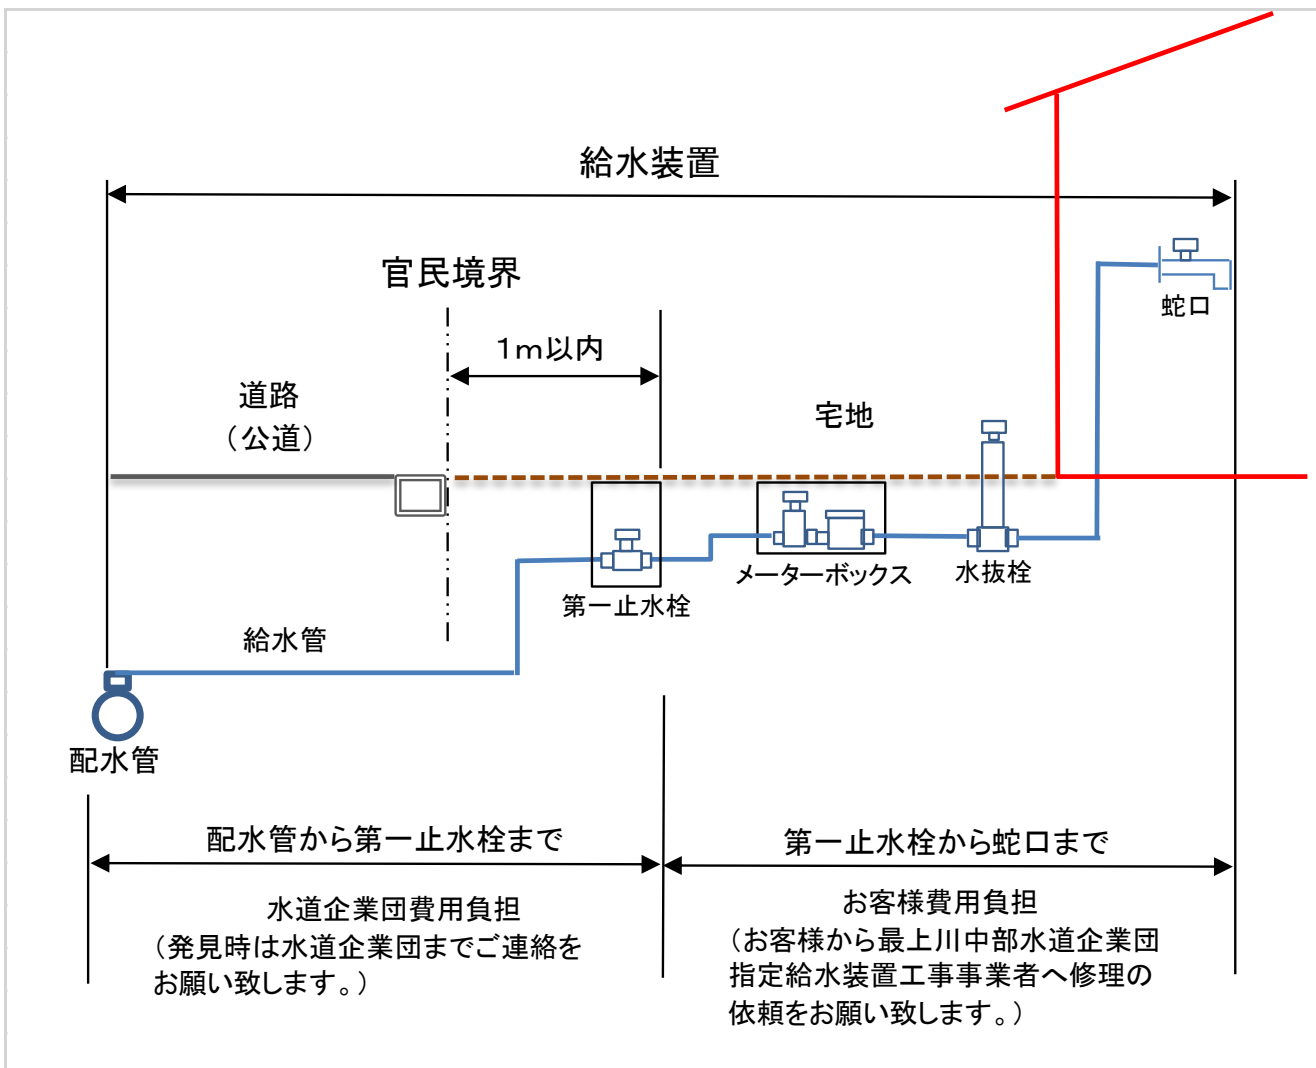 給水装置
官民境界
蛇口
1m以内
道路
（公道）
宅地
メーターボックス
水抜栓
第一止水栓
給水管
配水管
配水管から第一止水栓まで
第一止水栓から蛇口まで
水道企業団費用負担
（発見時は水道企業団までご連絡を
お願い致します。）
お客様費用負担
（お客様から最上川中部水道企業団
指定給水装置工事事業者へ修理の
依頼をお願い致します。）